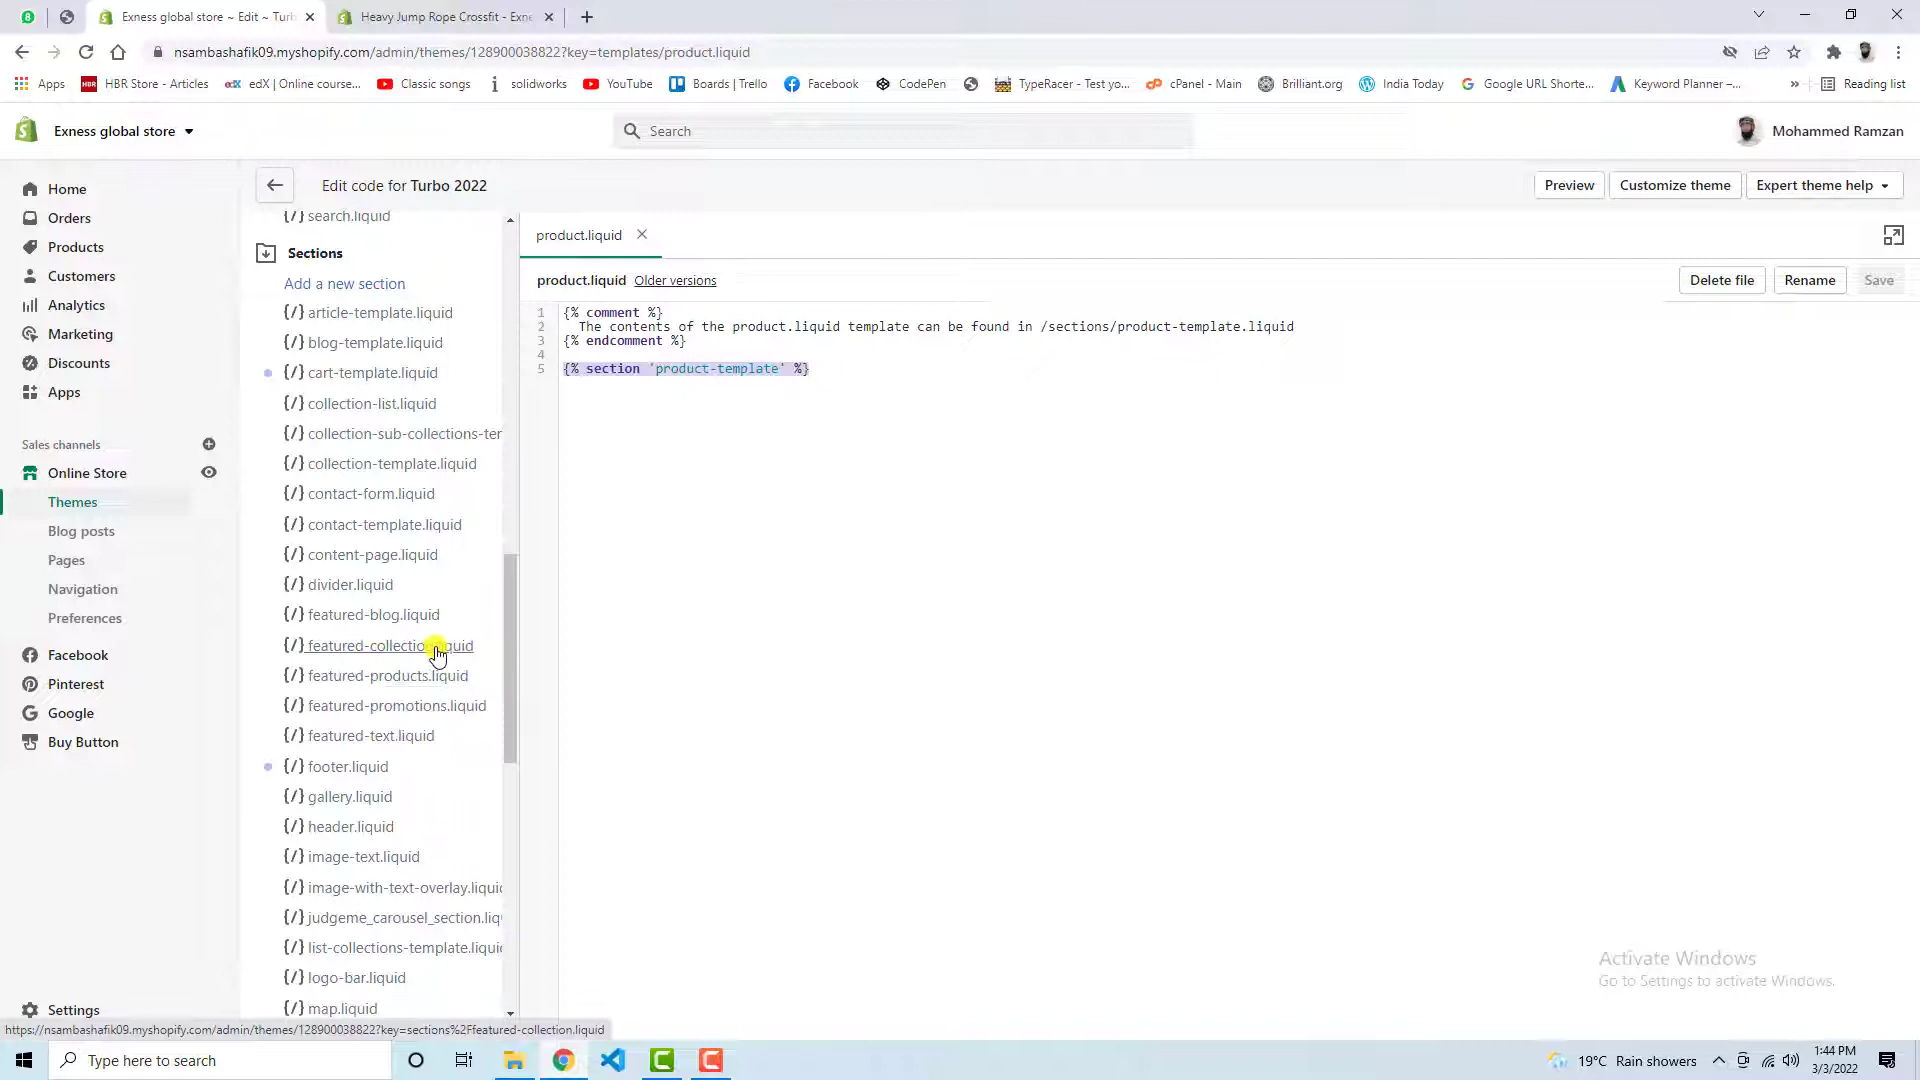 Exness global store ~ Edit ~ Turb
Heavy Jump Rope Crossfit - Exne
nsambashafik09.myshopify.com/admin/themes/128900038822?key=templates/product.liquid
Apps
HBR Store - Articles
edX | Online course...
Classic songs
solidworks
YouTube
Boards | Trello
Facebook
CodePen
TypeRacer - Test yo...
cPanel - Main
Brilliant.org
India Today
Google URL Shorte...
Keyword Planner –...
»
Reading list
Exness global store
Search
Mohammed Ramzan
Home
Orders
Products
Customers
Analytics
Marketing
Discounts
Apps
Sales channels
Online Store
Themes
Blog posts
Pages
Navigation
Preferences
Facebook
Pinterest
Google
Buy Button
Settings
Edit code for Turbo 2022
Preview
Customize theme
Expert theme help
{/} search.liquid
Sections
Add a new section
{/} article-template.liquid
{/} blog-template.liquid
{/} cart-template.liquid
{/} collection-list.liquid
{/} collection-sub-collections-ter
{/} collection-template.liquid
{/} contact-form.liquid
{/} contact-template.liquid
{/} content-page.liquid
{/} divider.liquid
{/} featured-blog.liquid
{/} featured-collection.liquid
{/} featured-products.liquid
{/} featured-promotions.liquid
{/} featured-text.liquid
{/} footer.liquid
{/} gallery.liquid
{/} header.liquid
{/} image-text.liquid
{/} image-with-text-overlay.liquid
{/} judgeme_carousel_section.liq
{/} list-collections-template.liquid
{/} logo-bar.liquid
{/} map.liquid
product.liquid
product.liquid Older versions
Delete file
Rename
Save
1 {% comment %}
2 The contents of the product.liquid template can be found in /sections/product-template.liquid
3 {% endcomment %}
4
5 {% section 'product-template' %}
Activate Windows
Go to Settings to activate Windows.
https://nsambashafik09.myshopify.com/admin/themes/128900038822?key=sections%2Ffeatured-collection.liquid
Type here to search
19°C Rain showers
1:44 PM
3/3/2022